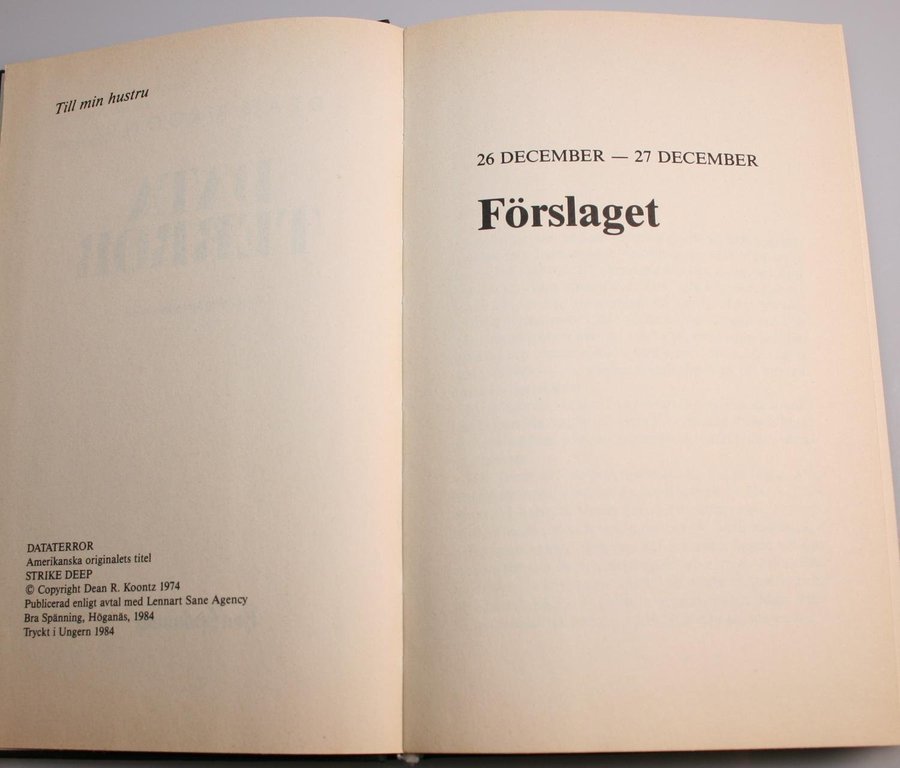 Till min hustru
DATATERROR
Amerikanska originalets titel
STRIKE DEEP
© Copyright Dean R. Koontz 1974
Publicerad enligt avtal med Lennart Sane Agency
Bra Spänning, Höganäs, 1984
Tryckt i Ungern 1984
26 DECEMBER — 27 DECEMBER
Förslaget